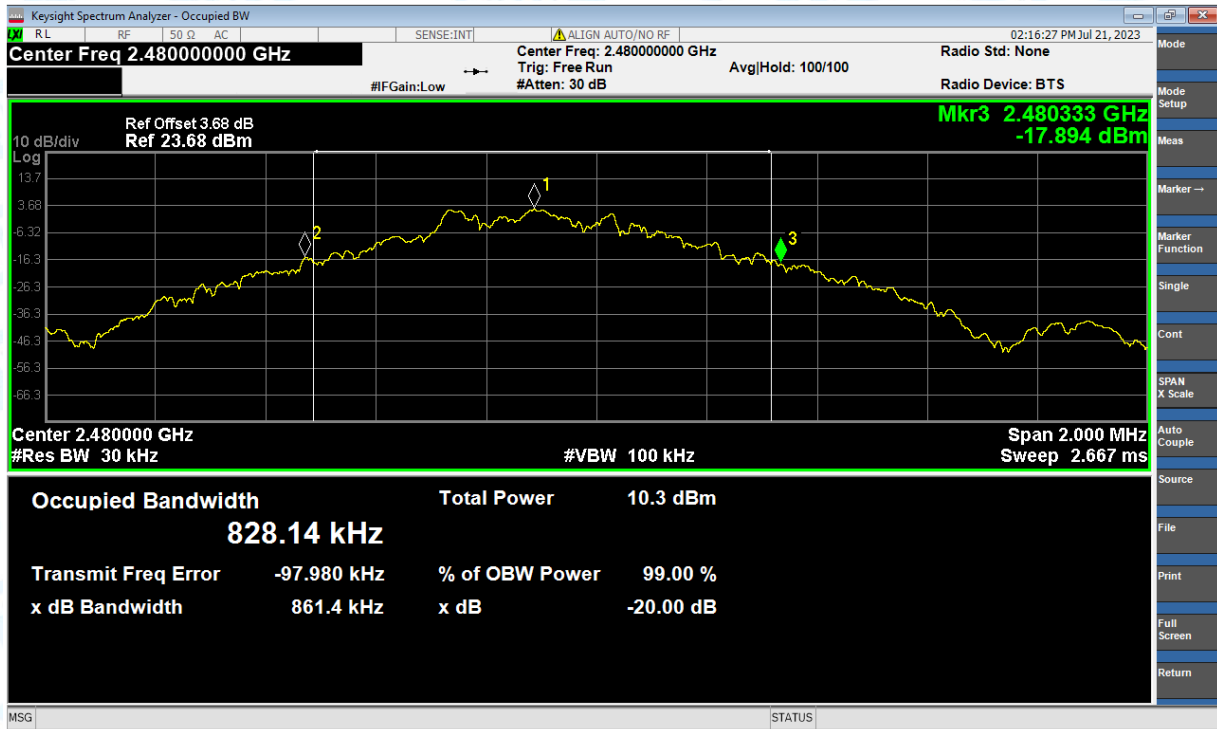 Keysight Spectrum Analyzer - Occupied BW
LXI RL RF 50 Ω AC SENSE:INT ALIGN AUTO/NO RF 02:16:27 PM Jul 21, 2023
Center Freq 2.480000000 GHz
Center Freq: 2.480000000 GHz Radio Std: None
Trig: Free Run Avg|Hold: 100/100
#IFGain:Low #Atten: 30 dB Radio Device: BTS
Mkr3 2.480333 GHz
-17.894 dBm
Ref Offset 3.68 dB
10 dB/div Ref 23.68 dBm
Log
13.7
3.68
-6.32
-16.3
-26.3
-36.3
-46.3
-56.3
-66.3
1
2
3
Center 2.480000 GHz Span 2.000 MHz
#Res BW 30 kHz #VBW 100 kHz Sweep 2.667 ms
Occupied Bandwidth Total Power 10.3 dBm
828.14 kHz
Transmit Freq Error -97.980 kHz % of OBW Power 99.00 %
x dB Bandwidth 861.4 kHz x dB -20.00 dB
MSG STATUS
Mode
Mode
Setup
Meas
Marker →
Marker
Function
Single
Cont
SPAN
X Scale
Auto
Couple
Source
File
Print
Full
Screen
Return